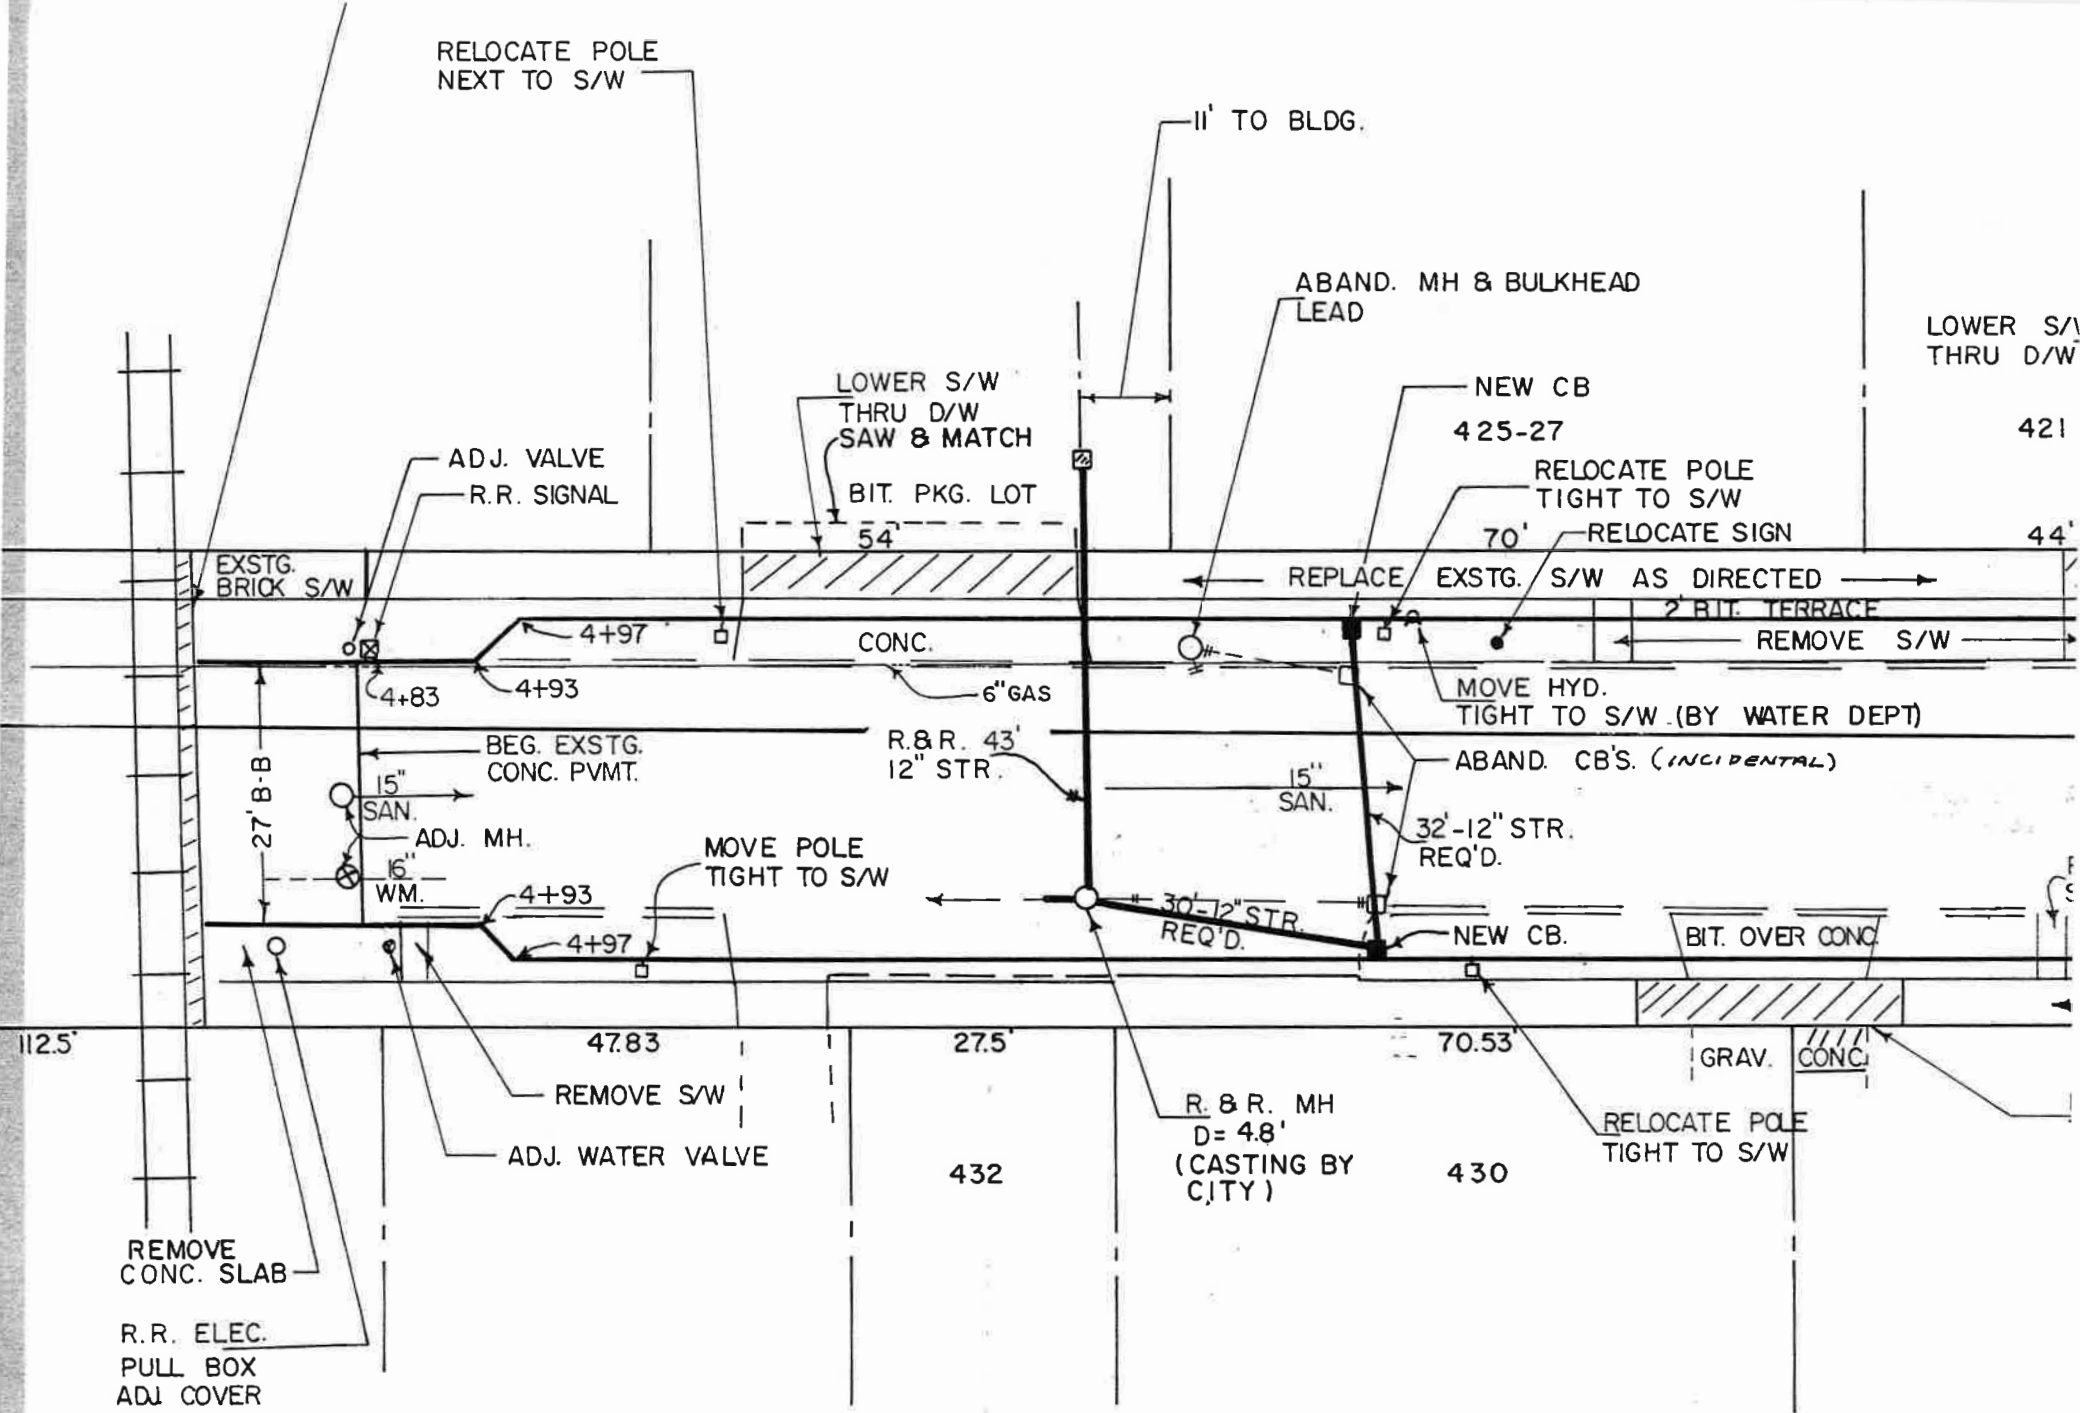 RELOCATE POLE
NEXT TO S/W
11' TO BLDG.
ABAND. MH & BULKHEAD
LEAD
LOWER
THRU D/W
LOWER S/W
THRU D/W
SAW & MATCH
NEW CB
425-27
421
ADJ. VALVE
R.R. SIGNAL
BIT. PKG. LOT
RELOCATE POLE
TIGHT TO S/W
54'
70'
RELOCATE SIGN
44'
EXSTG.
BRICK S/W
REPLACE EXSTG. S/W AS DIRECTED
2' BIT. TERRACE
4+97
CONC.
REMOVE S/W
4+83
4+93
6" GAS
MOVE HYD.
TIGHT TO S/W (BY WATER DEPT)
27' B-B
BEG. EXSTG.
CONC. PVMT.
R.& R. 43'
12" STR.
ABAND. CB'S. (INCIDENTAL)
15"
SAN.
15"
SAN.
ADJ. MH.
32'-12" STR.
REQ'D.
MOVE POLE
TIGHT TO S/W
16"
WM.
4+93
30'-12" STR.
REQ'D.
4+97
NEW CB.
BIT. OVER CONC.
112.5'
47.83
27.5'
70.53'
GRAV.
CONC.
REMOVE S/W
R. & R. MH
D= 4.8'
(CASTING BY
CITY)
RELOCATE POLE
TIGHT TO S/W
ADJ. WATER VALVE
432
430
REMOVE
CONC. SLAB
R.R. ELEC.
PULL BOX
ADJ COVER